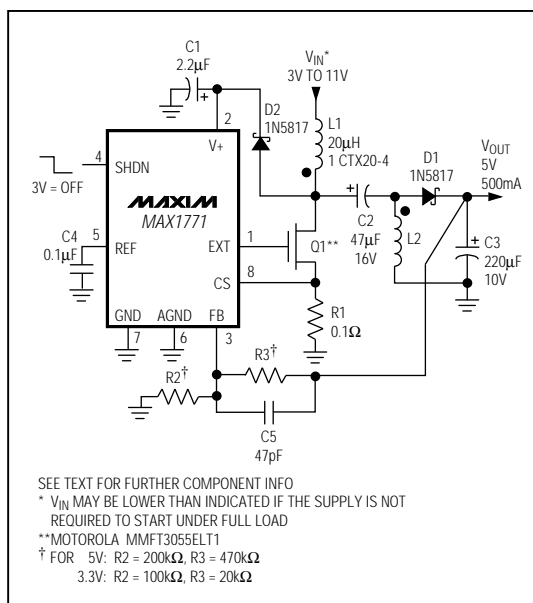 C1
2.2µF
VIN*
3V TO 11V
2
D2
1N5817
L1
20µH
1 CTX20-4
V+
4
SHDN
3V = OFF
D1
1N5817
VOUT
5V
500mA
MAXIM
MAX1771
C4
0.1µF
5
REF
EXT
1
Q1**
C2
47µF
16V
L2
C3
220µF
10V
CS
8
R1
0.1Ω
GND
AGND
FB
7
6
3
R2†
R3†
C5
47pF
SEE TEXT FOR FURTHER COMPONENT INFO
* VIN MAY BE LOWER THAN INDICATED IF THE SUPPLY IS NOT
REQUIRED TO START UNDER FULL LOAD
**MOTOROLA MMFT3055ELT1
† FOR 5V: R2 = 200kΩ, R3 = 470kΩ
3.3V: R2 = 100kΩ, R3 = 20kΩ